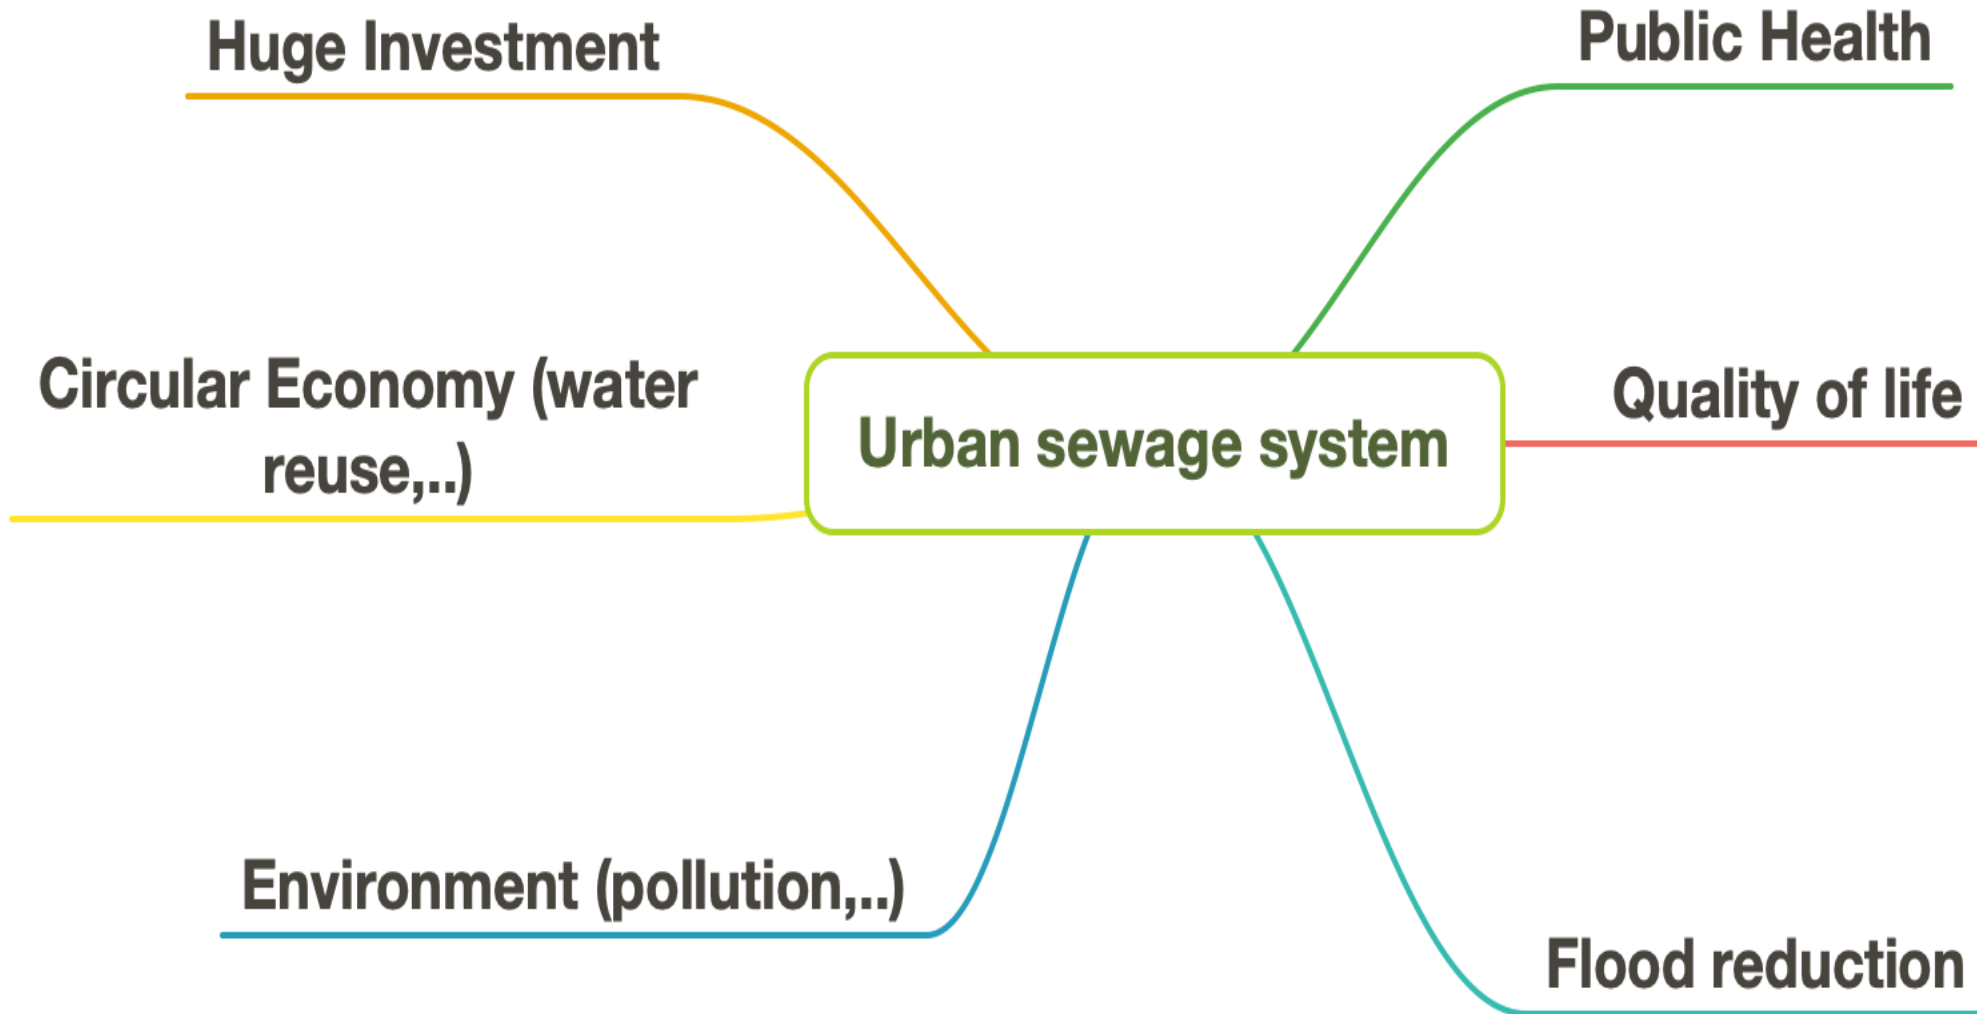 Huge Investment
Public Health
Circular Economy (water
reuse,..)
Urban sewage system
Quality of life
Environment (pollution,..)
Flood reduction